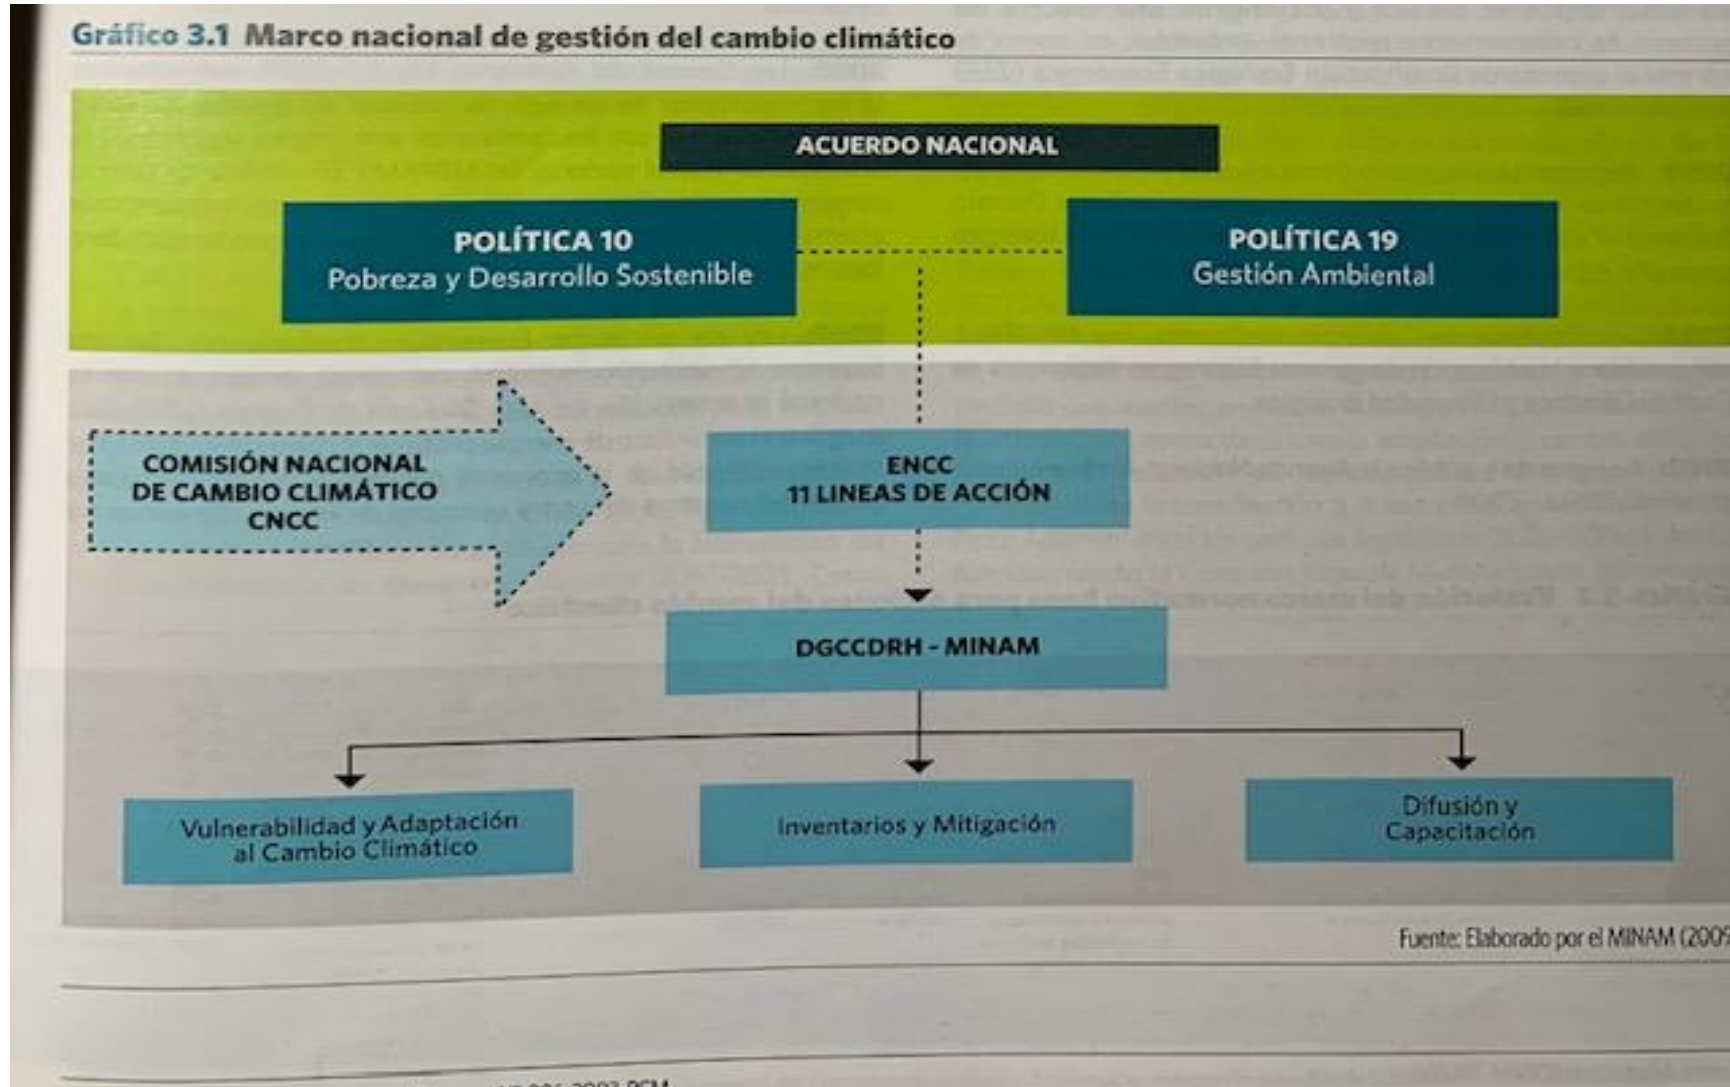 Gráfico 3.1 Marco nacional de gestión del cambio climático
ACUERDO NACIONAL
POLÍTICA 10
Pobreza y Desarrollo Sostenible
POLÍTICA 19
Gestión Ambiental
COMISIÓN NACIONAL
DE CAMBIO CLIMÁTICO
CNCC
ENCC
11 LINEAS DE ACCIÓN
DGCCDRH - MINAM
Vulnerabilidad y Adaptación
al Cambio Climático
Inventarios y Mitigación
Difusión y
Capacitación
Fuente: Elaborado por el MINAM (2009